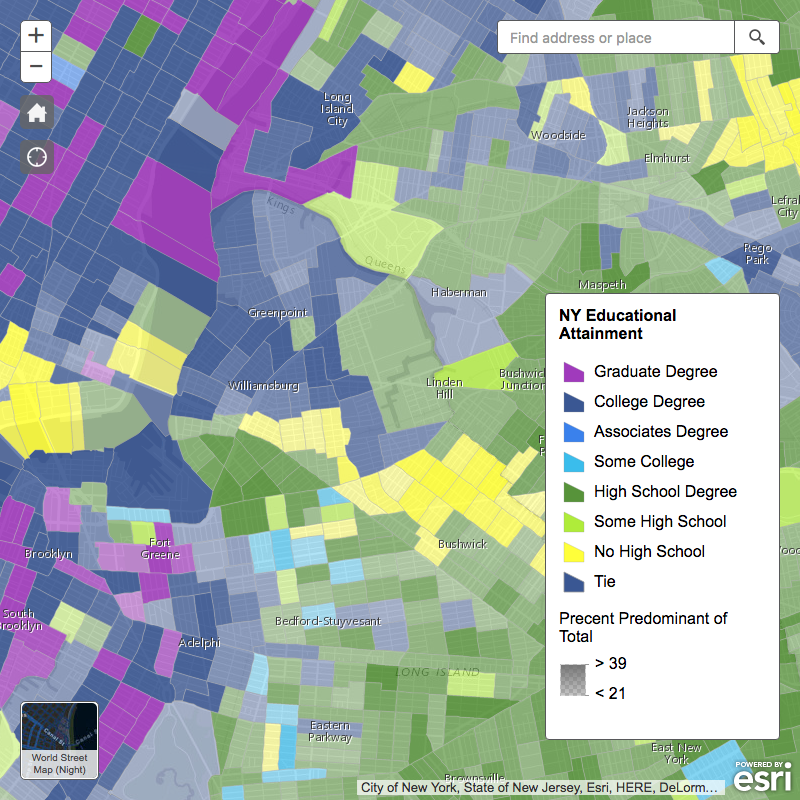 +
Find address or place
−
Long
Island
City
Woodside
Jackson
Heights
Elmhurst
Lefra
City
Kings
Queens
Rego
Park
Maspeth
Haberman
Greenpoint
NY Educational
Attainment
Graduate Degree
College Degree
Associates Degree
Some College
High School Degree
Some High School
No High School
Tie
Precent Predominant of
Total
> 39
< 21
Williamsburg
Linden
Hill
Bushwick
Junction
Bushwick
Brooklyn
Fort
Greene
South
Brooklyn
Bedford-Stuyvesant
Adelphi
LONG ISLAND
Eastern
Parkway
East New
York
Brownsville
World Street
Map (Night)
City of New York, State of New Jersey, Esri, HERE, DeLorm...
POWERED BY
esri